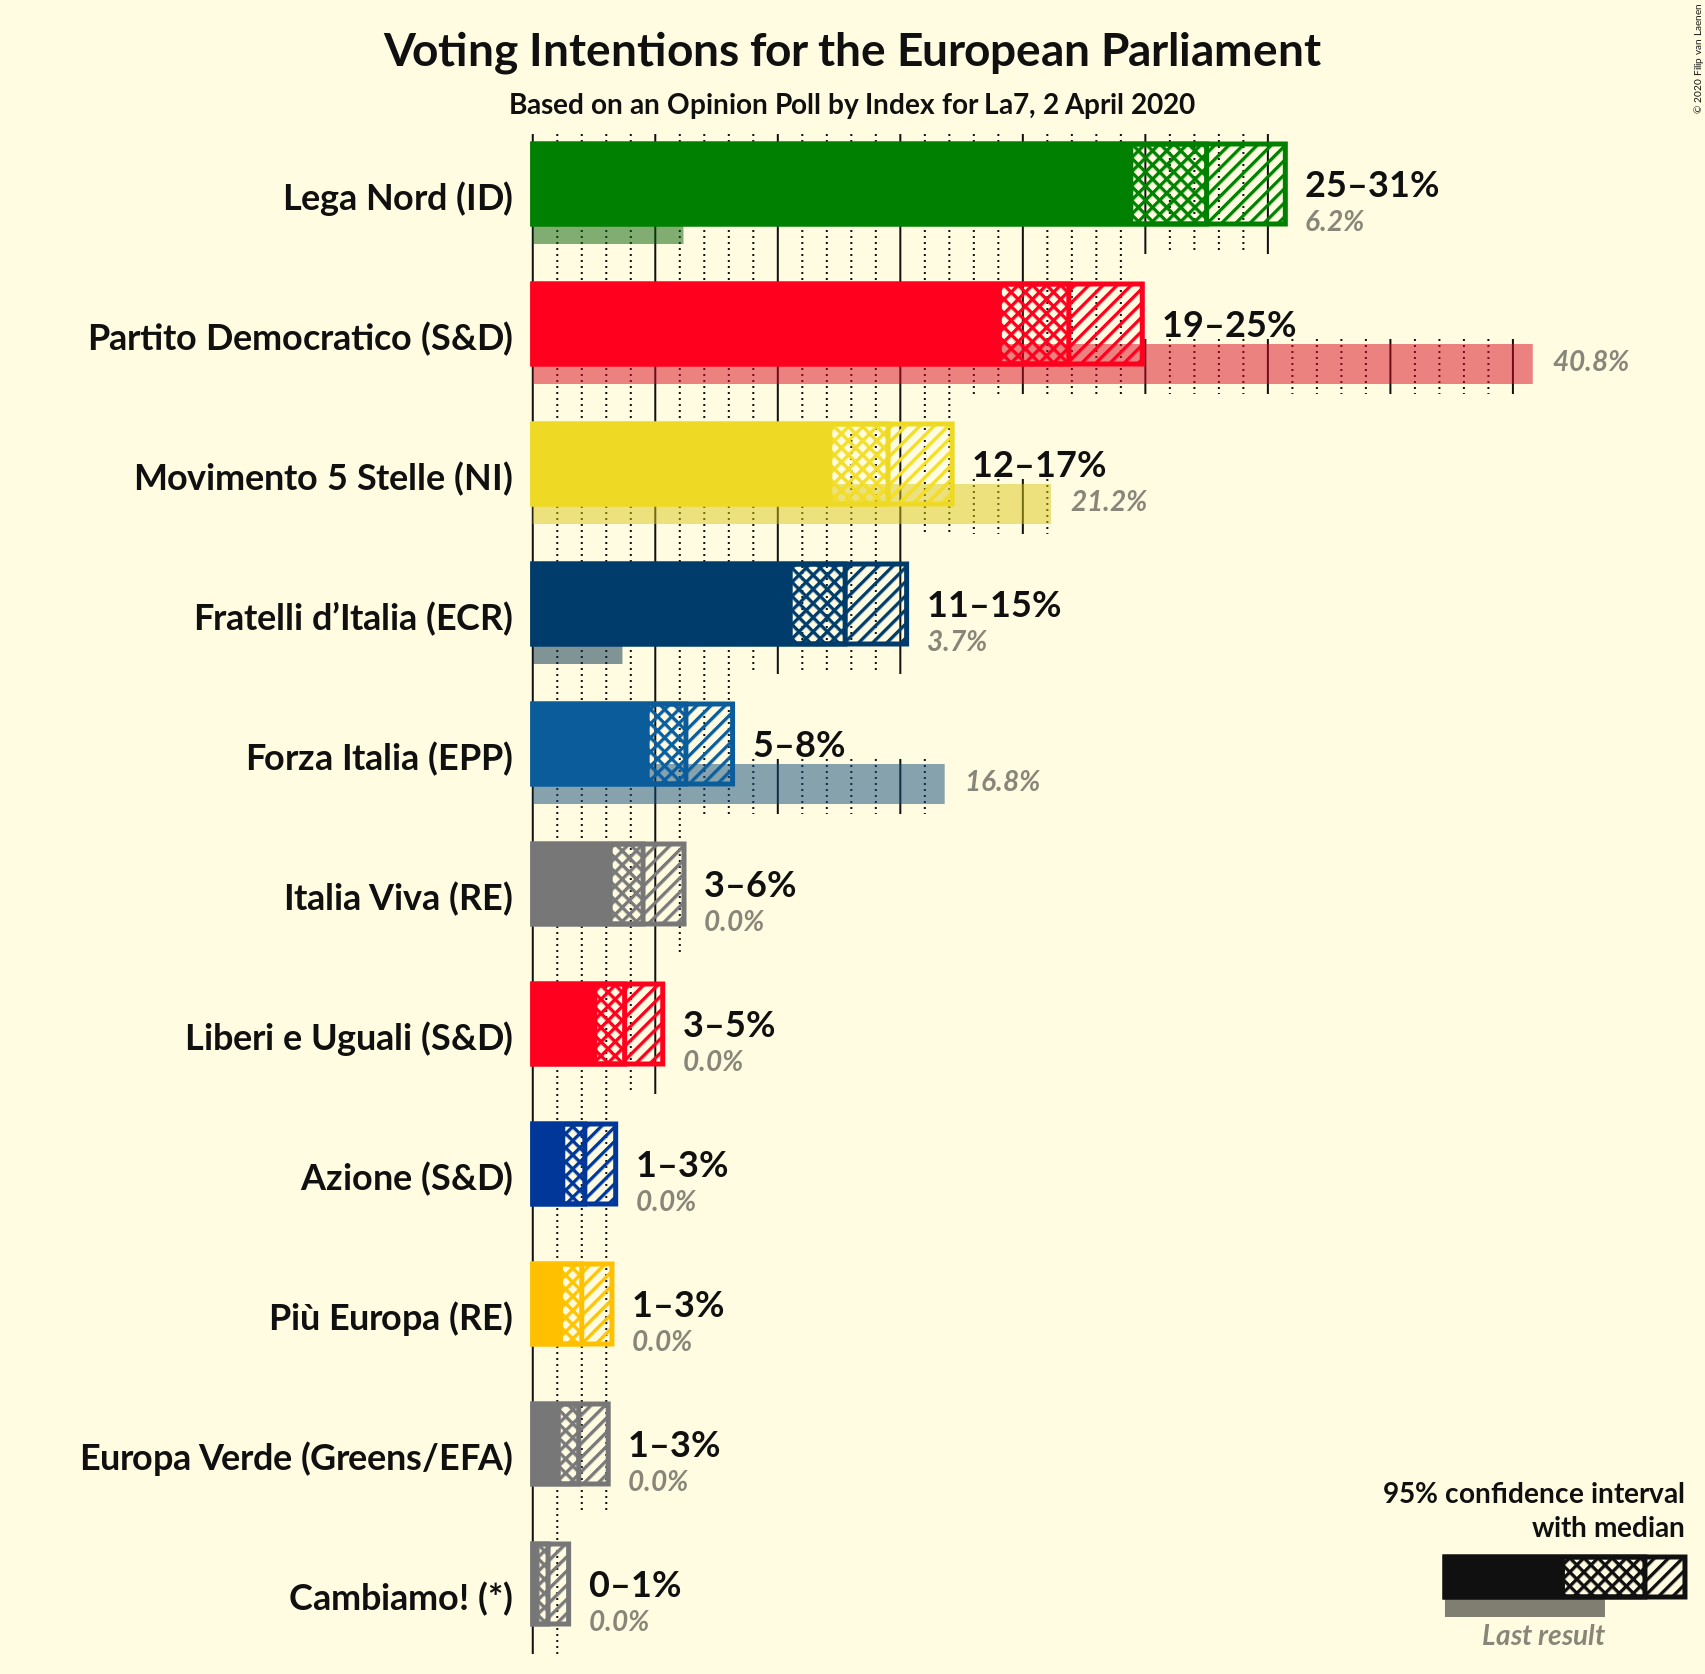 Voting Intentions for the European Parliament
Based on an Opinion Poll by Index for La7, 2 April 2020
© 2020 Filip van Laenen
Lega Nord (ID)
25–31%
6.2%
Partito Democratico (S&D)
19–25%
40.8%
Movimento 5 Stelle (NI)
12–17%
21.2%
Fratelli d’Italia (ECR)
11–15%
3.7%
Forza Italia (EPP)
5–8%
16.8%
Italia Viva (RE)
3–6%
0.0%
Liberi e Uguali (S&D)
3–5%
0.0%
Azione (S&D)
1–3%
0.0%
Più Europa (RE)
1–3%
0.0%
Europa Verde (Greens/EFA)
1–3%
0.0%
Cambiamo! (*)
0–1%
0.0%
95% confidence interval
with median
Last result